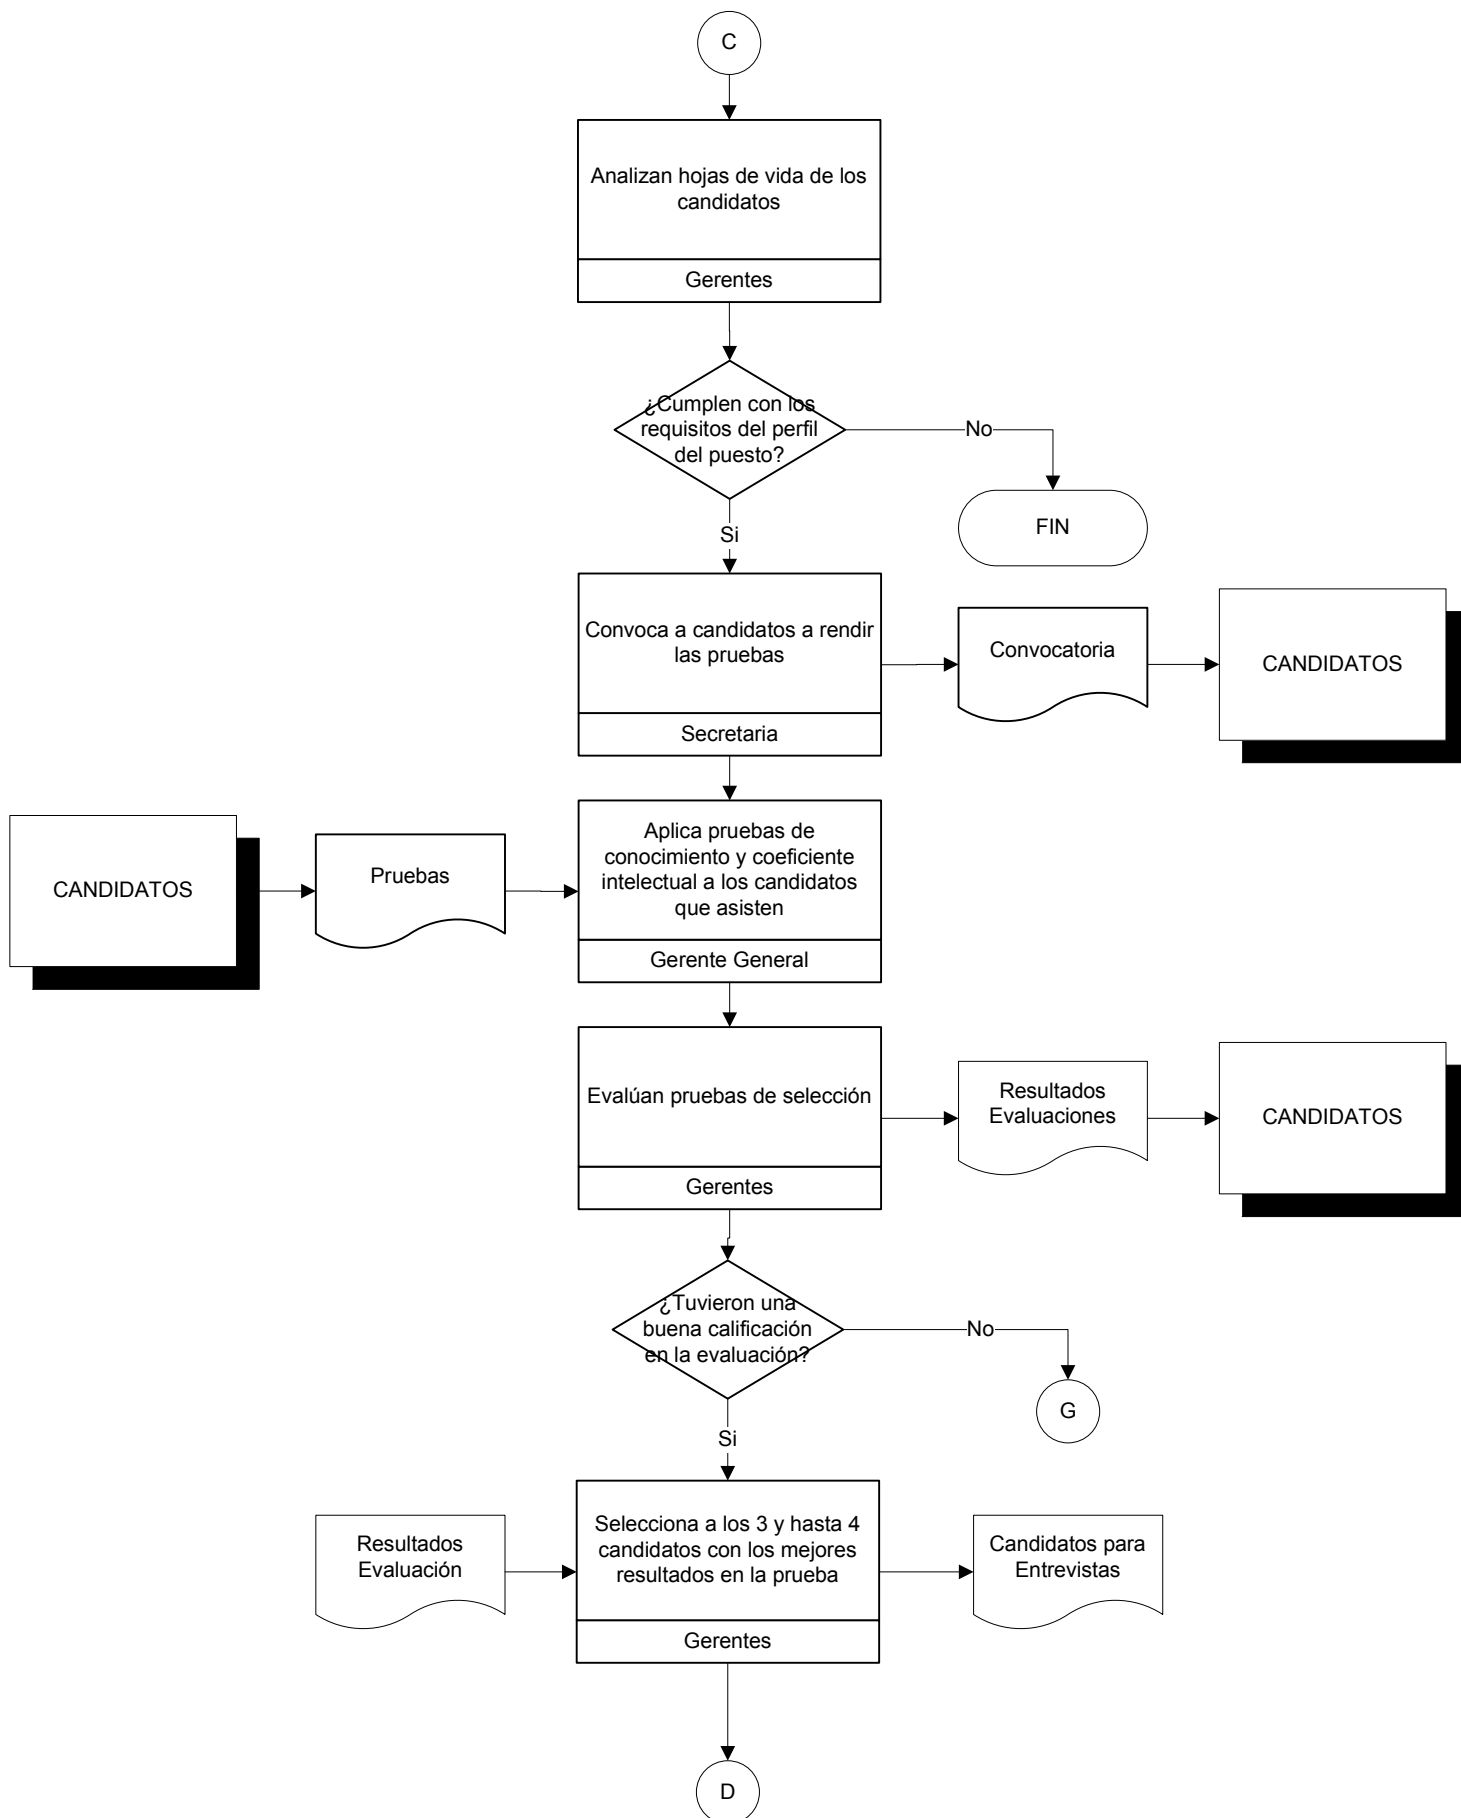 C
Analizan hojas de vida de los
candidatos
Gerentes
¿Cumplen con los
requisitos del perfil
del puesto?
No
FIN
Si
Convoca a candidatos a rendir
las pruebas
Secretaria
Convocatoria
CANDIDATOS
CANDIDATOS
Pruebas
Aplica pruebas de
conocimiento y coeficiente
intelectual a los candidatos
que asisten
Gerente General
Evalúan pruebas de selección
Gerentes
Resultados
Evaluaciones
CANDIDATOS
¿Tuvieron una
buena calificación
en la evaluación?
No
G
Si
Resultados
Evaluación
Selecciona a los 3 y hasta 4
candidatos con los mejores
resultados en la prueba
Gerentes
Candidatos para
Entrevistas
D